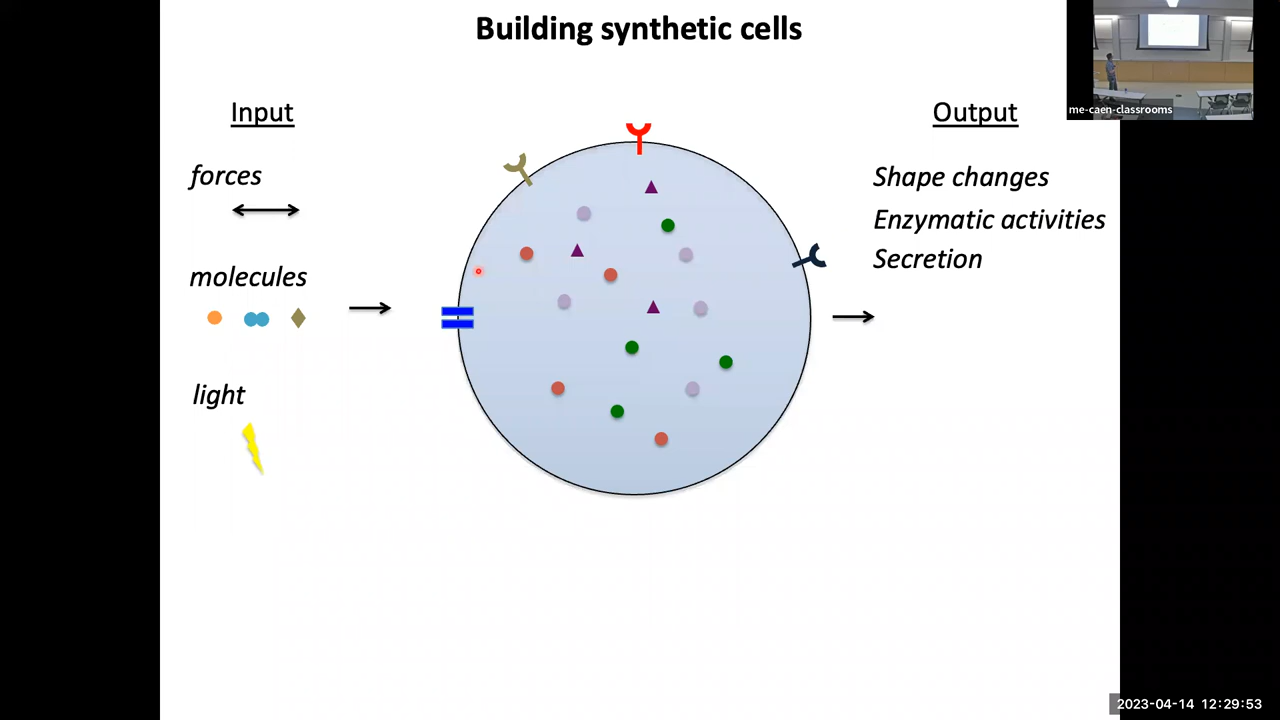 Building synthetic cells
me-caen-classrooms
Input
Output
forces
Shape changes
Enzymatic activities
Secretion
molecules
light
2023-04-14 12:29:53